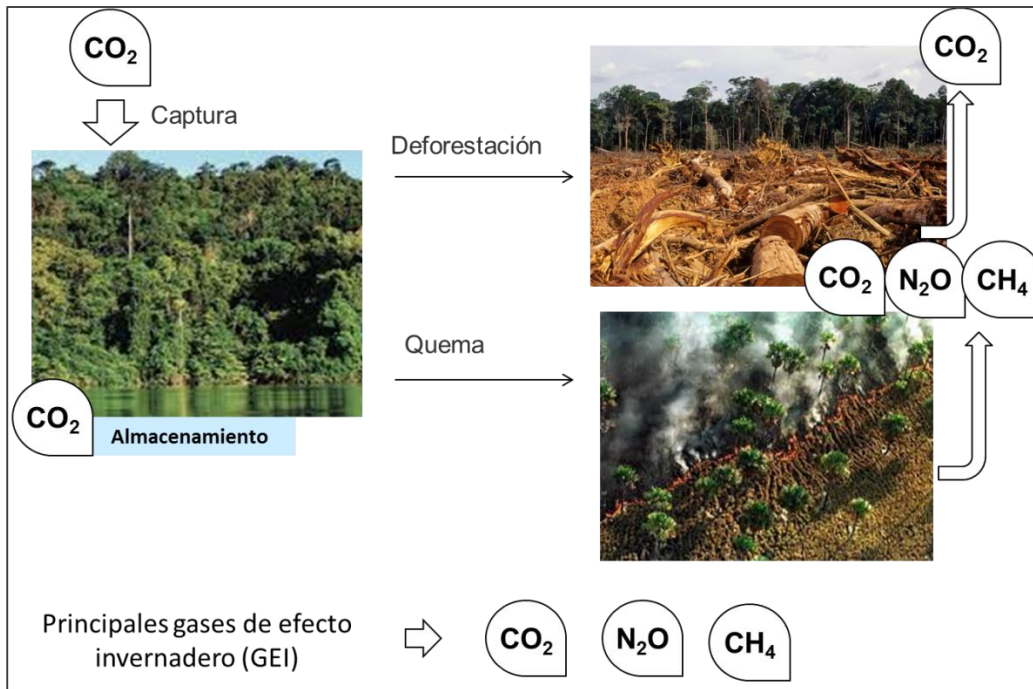 CO₂
Captura
CO₂
Almacenamiento
Deforestación
CO₂
Quema
CO₂ N₂O CH₄
Principales gases de efecto
invernadero (GEI)
CO₂ N₂O CH₄